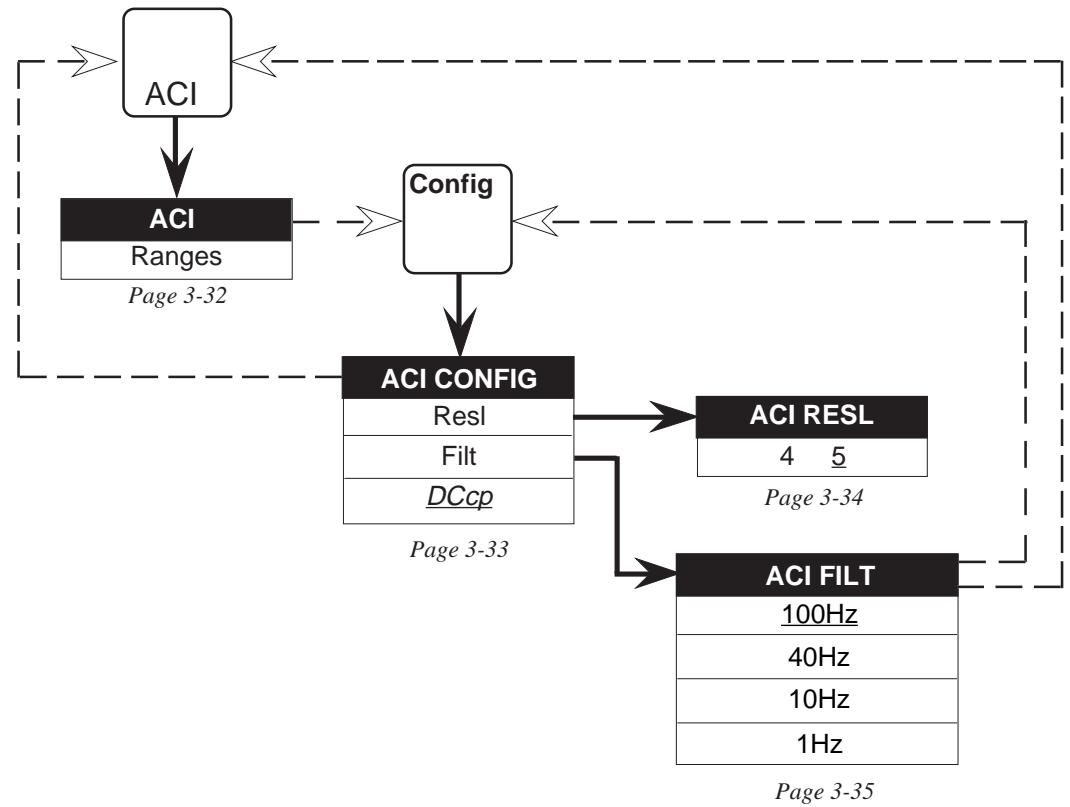 ACI
ACI
Ranges
Page 3-32
Config
ACI CONFIG
Resl
Filt
DCcp
Page 3-33
ACI RESL
4 5
Page 3-34
ACI FILT
100Hz
40Hz
10Hz
1Hz
Page 3-35